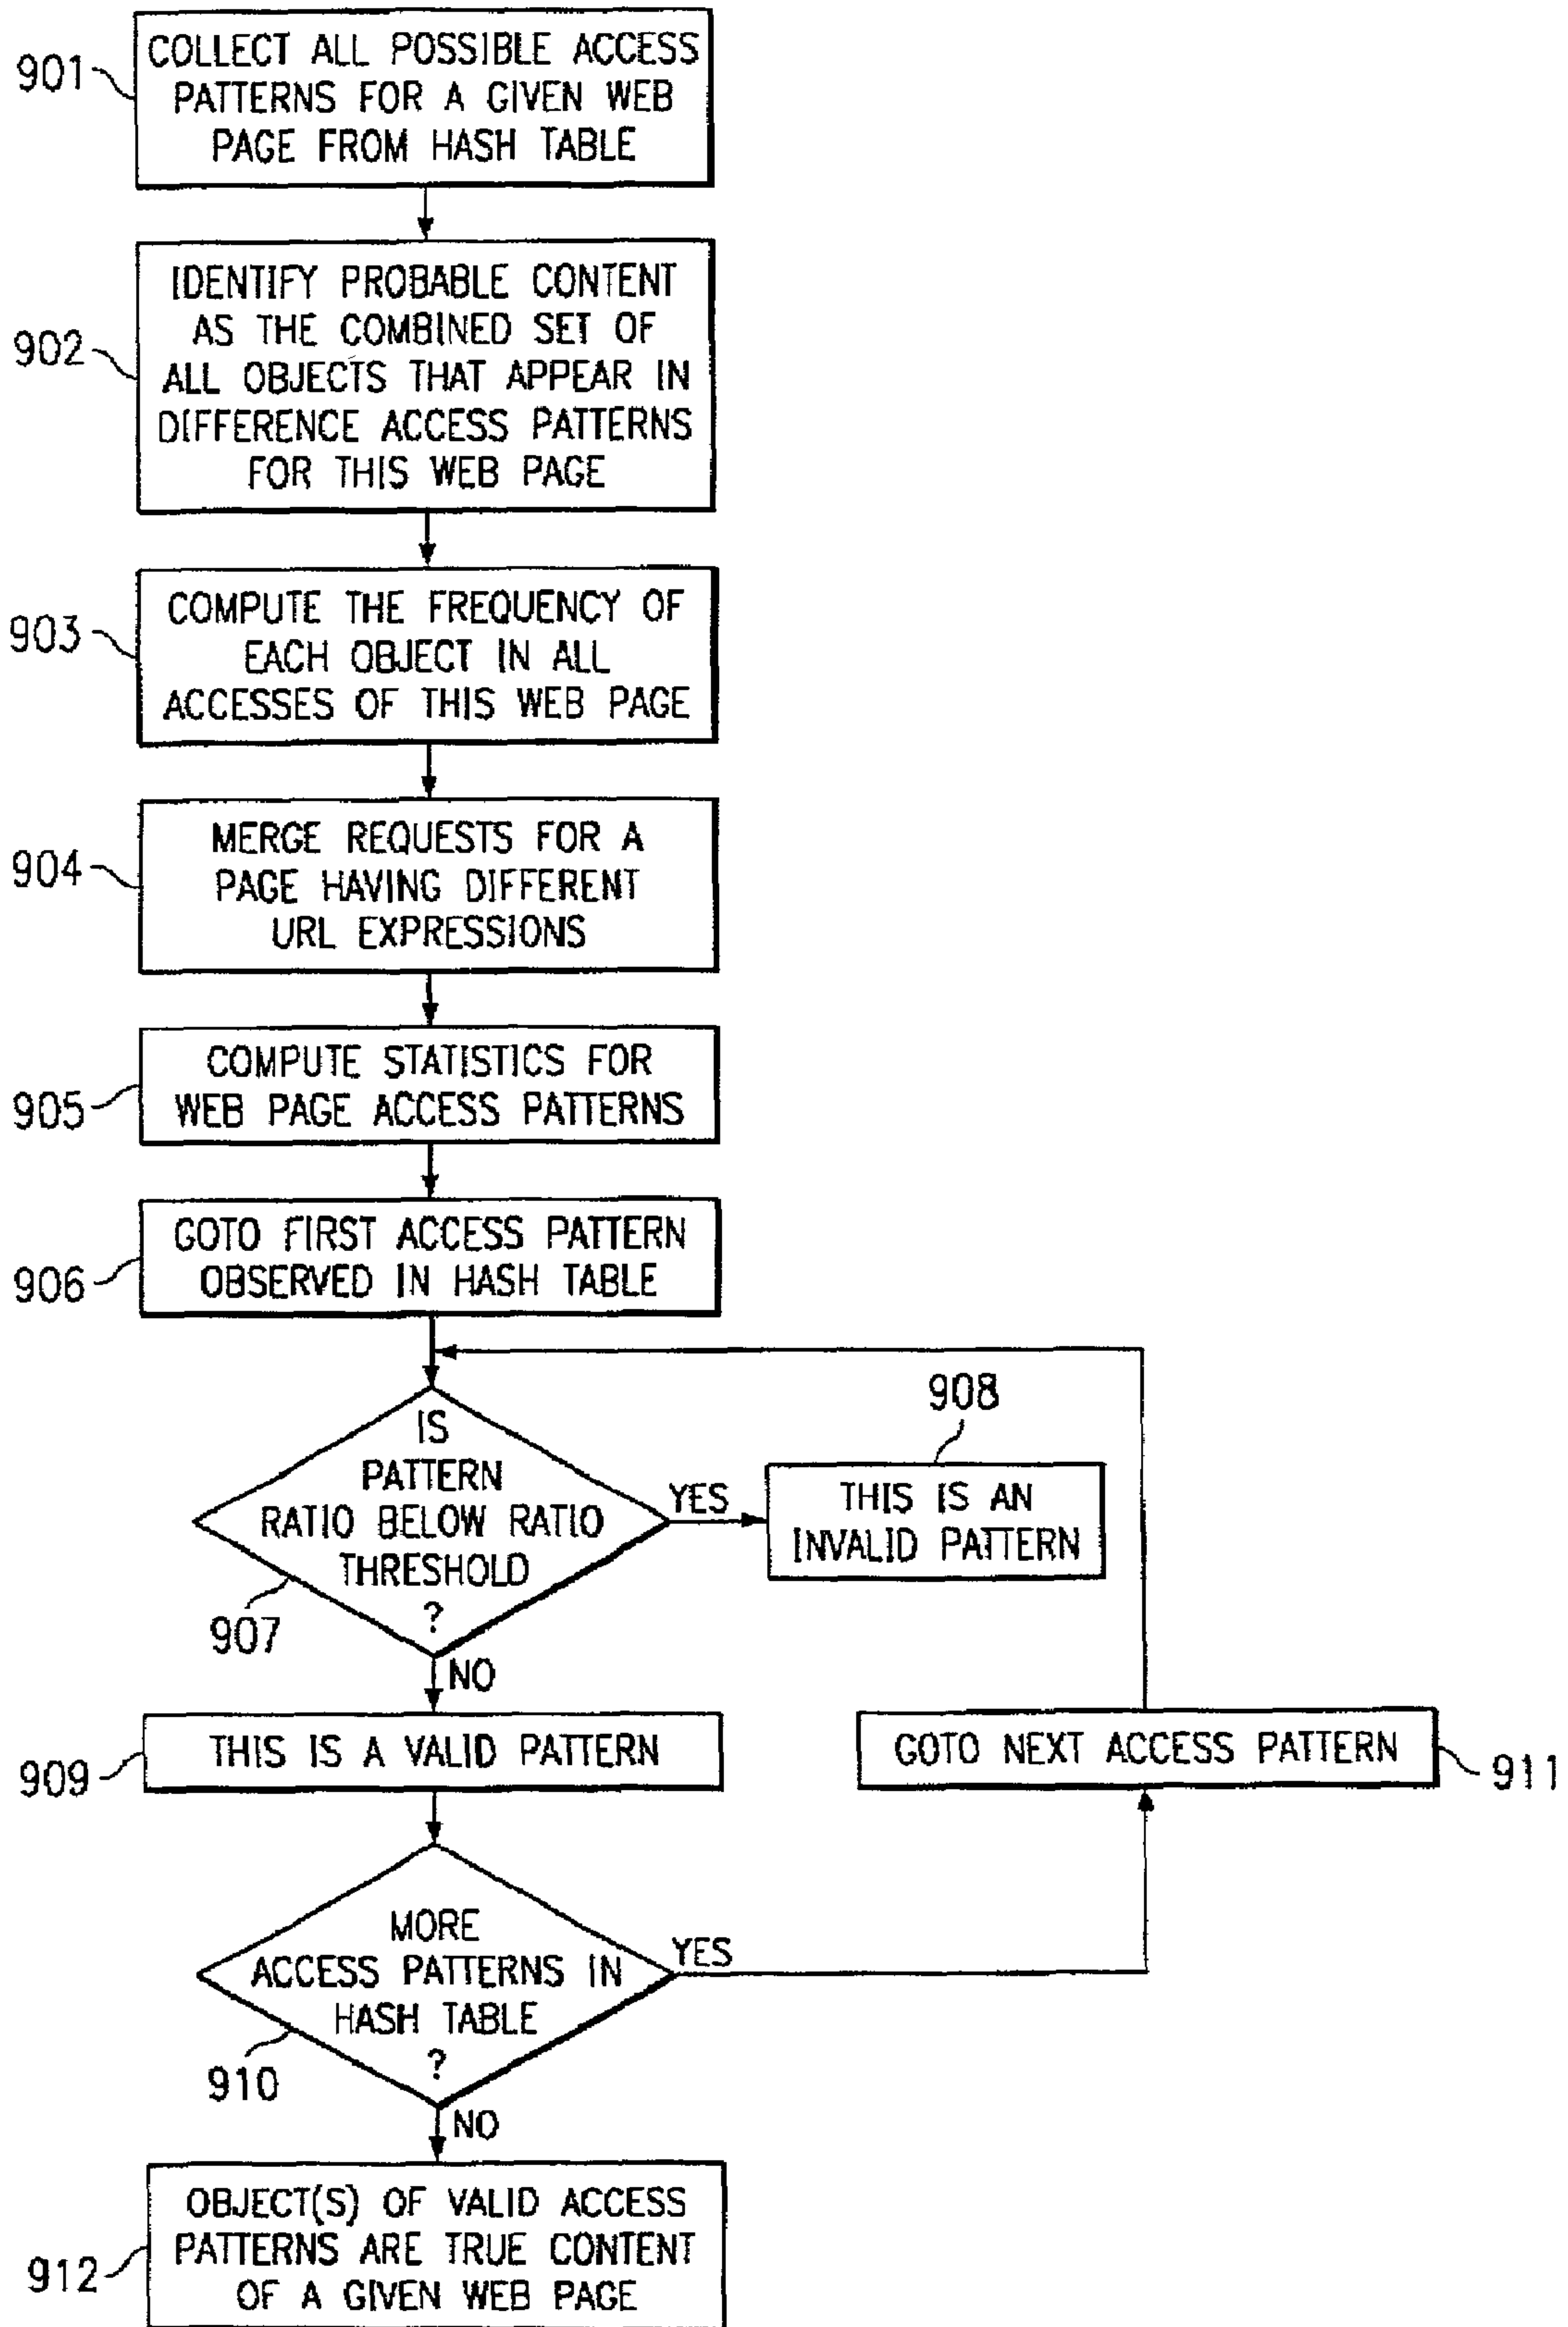 901
COLLECT ALL POSSIBLE ACCESS
PATTERNS FOR A GIVEN WEB
PAGE FROM HASH TABLE
902
IDENTIFY PROBABLE CONTENT
AS THE COMBINED SET OF
ALL OBJECTS THAT APPEAR IN
DIFFERENCE ACCESS PATTERNS
FOR THIS WEB PAGE
903
COMPUTE THE FREQUENCY OF
EACH OBJECT IN ALL
ACCESSES OF THIS WEB PAGE
904
MERGE REQUESTS FOR A
PAGE HAVING DIFFERENT
URL EXPRESSIONS
905
COMPUTE STATISTICS FOR
WEB PAGE ACCESS PATTERNS
906
GOTO FIRST ACCESS PATTERN
OBSERVED IN HASH TABLE
IS
PATTERN
RATIO BELOW RATIO
THRESHOLD
?
907
YES
908
THIS IS AN
INVALID PATTERN
NO
909
THIS IS A VALID PATTERN
GOTO NEXT ACCESS PATTERN
911
MORE
ACCESS PATTERNS IN
HASH TABLE
?
910
YES
NO
912
OBJECT(S) OF VALID ACCESS
PATTERNS ARE TRUE CONTENT
OF A GIVEN WEB PAGE